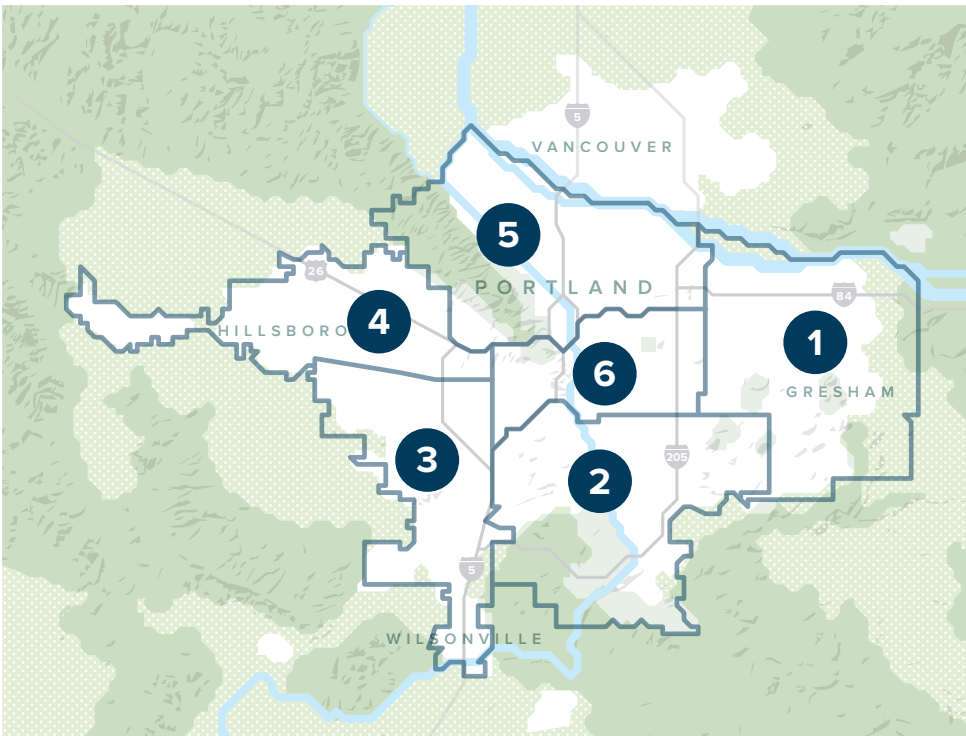 5
VANCOUVER
5
26
PORTLAND
84
4
HILLSBORO
1
6
GRESHAM
3
205
2
5
WILSONVILLE